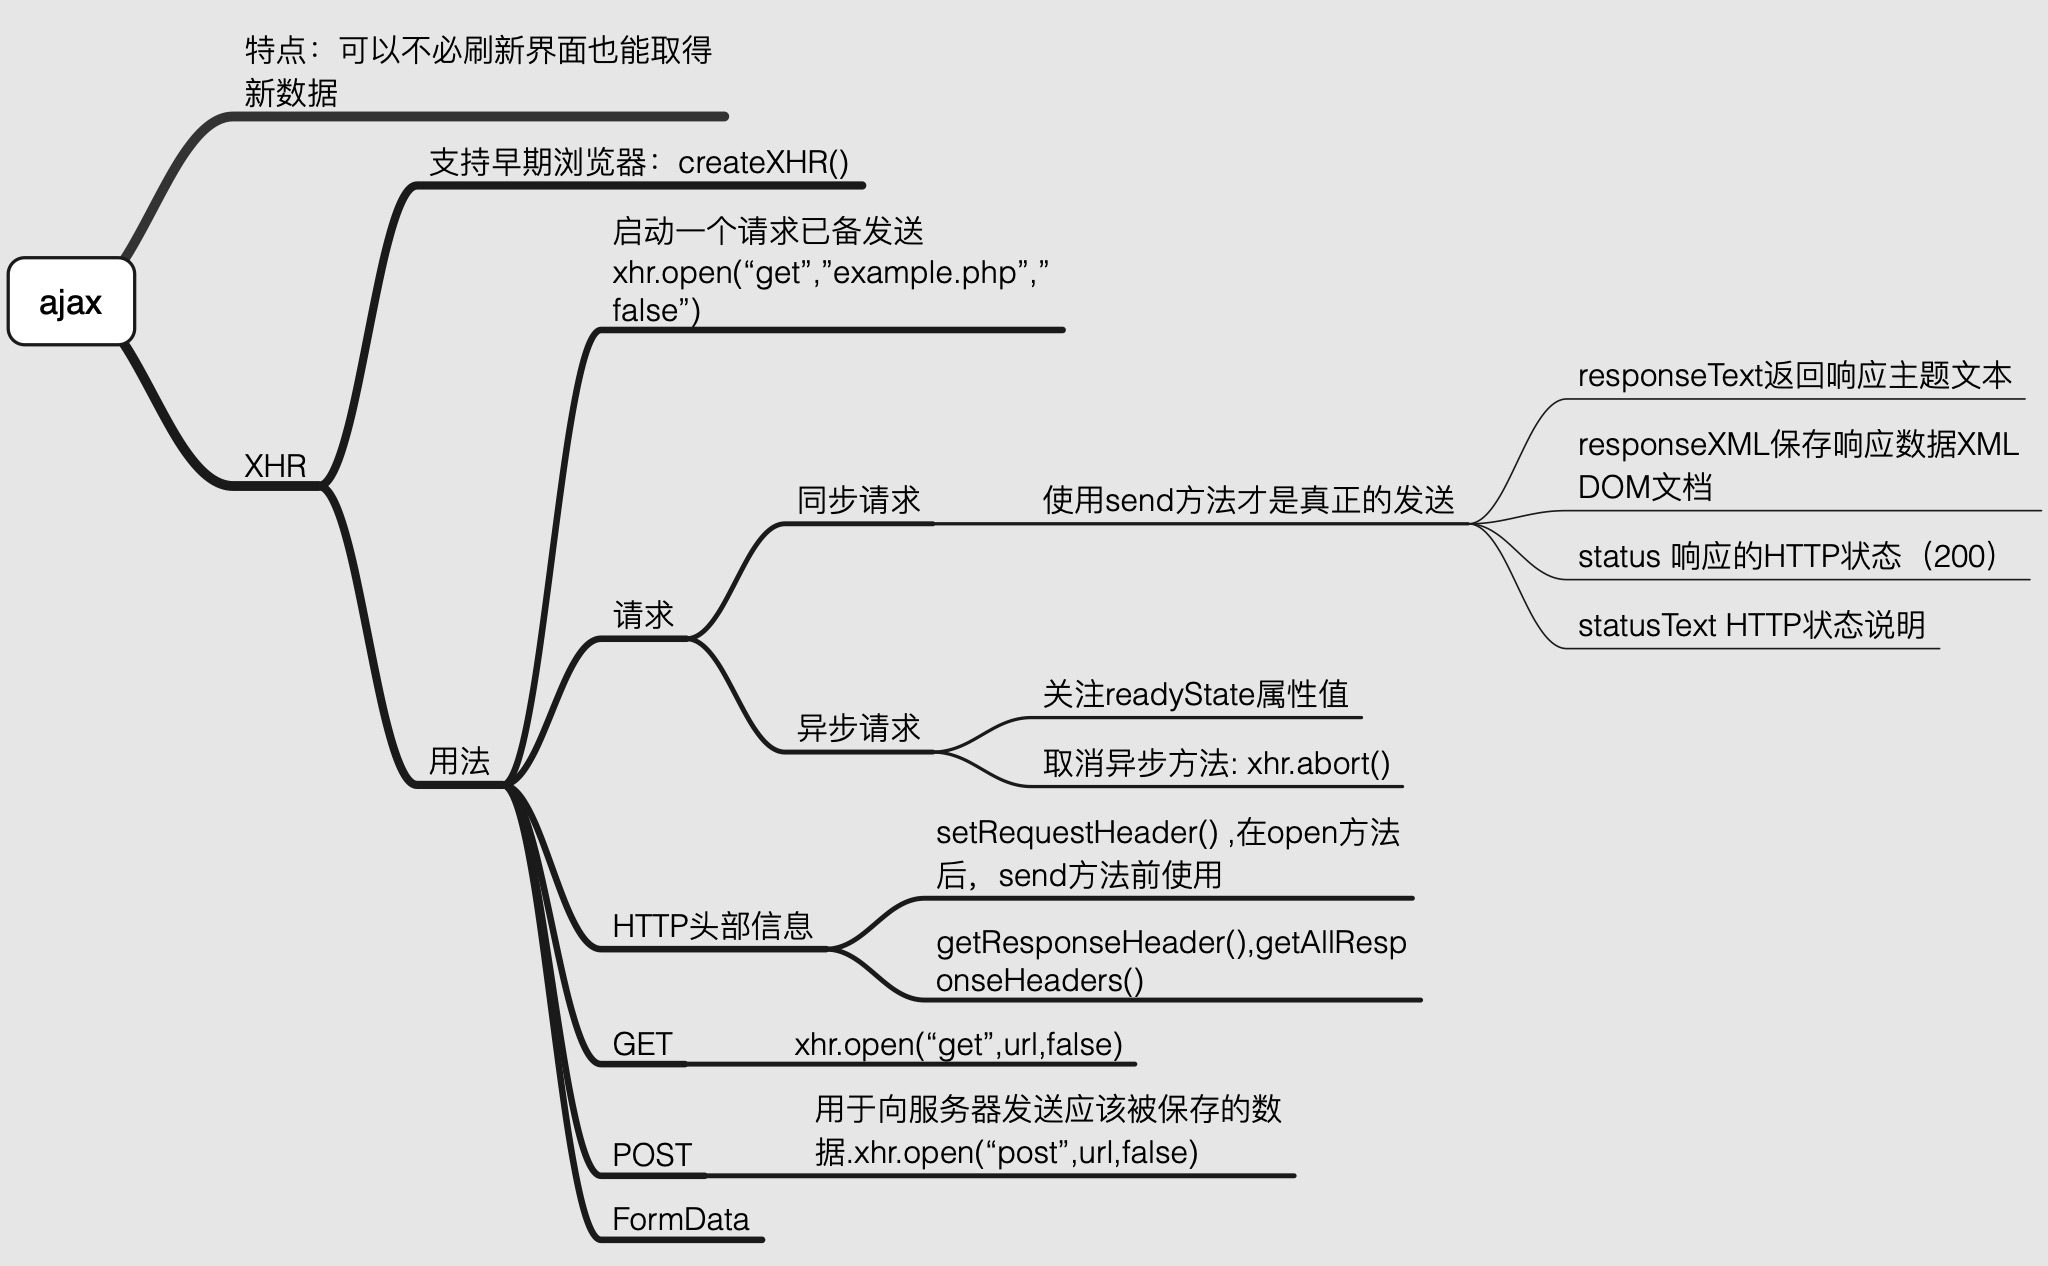 特点：可以不必刷新界面也能取得
新数据
支持早期浏览器：createXHR()
启动一个请求已备发送
xhr.open(“get”,”example.php”,”
false”)
ajax
responseText返回响应主题文本
responseXML保存响应数据XML
DOM文档
XHR
同步请求
使用send方法才是真正的发送
status 响应的HTTP状态（200）
请求
statusText HTTP状态说明
关注readyState属性值
异步请求
用法
取消异步方法: xhr.abort()
setRequestHeader() ,在open方法
后，send方法前使用
HTTP头部信息
getResponseHeader(),getAllResp
onseHeaders()
GET
xhr.open(“get”,url,false)
用于向服务器发送应该被保存的数
据.xhr.open(“post”,url,false)
POST
FormData